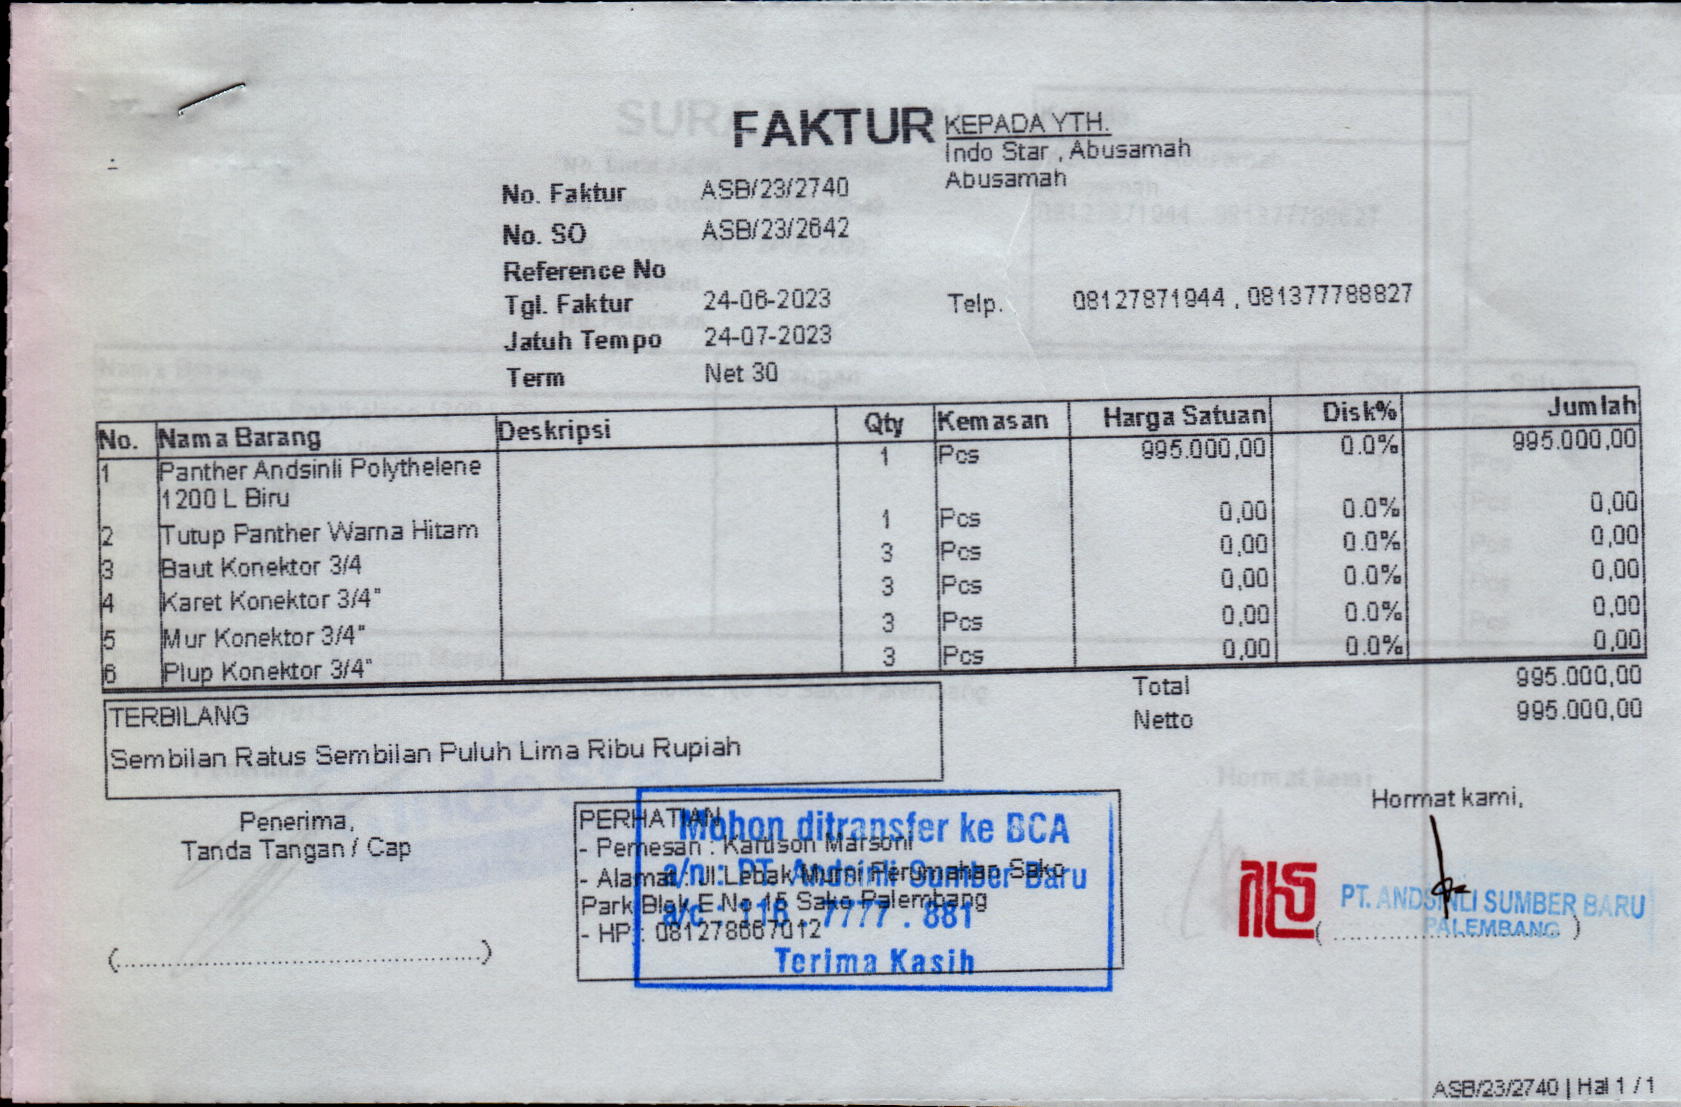 FAKTUR
KEPADA YTH.
Indo Star , Abusamah
Abusamah
No. Faktur ASB/23/2740
No. SO ASB/23/2642
Reference No
Tgl. Faktur 24-06-2023
Telp. 08127871944 , 081377788827
Jatuh Tempo 24-07-2023
Term Net 30
No. Nama Barang Deskripsi Qty Kemasan Harga Satuan Disk% Jumlah
1 Panther Andsinli Polythelene 1 Pcs 995.000,00 0.0% 995.000,00
1200 L Biru
2 Tutup Panther Warna Hitam 1 Pcs 0,00 0.0% 0,00
3 Baut Konektor 3/4 3 Pcs 0,00 0.0% 0,00
4 Karet Konektor 3/4" 3 Pcs 0,00 0.0% 0,00
5 Mur Konektor 3/4" 3 Pcs 0,00 0.0% 0,00
6 Plup Konektor 3/4" 3 Pcs 0,00 0.0% 0,00
Total 995.000,00
Netto 995.000,00
TERBILANG
Sembilan Ratus Sembilan Puluh Lima Ribu Rupiah
Penerima,
Tanda Tangan / Cap
(..............................................)
PERHATIAN
- Pemesan : Kartison Marsoni
- Alamat : Jl Lebak Murni Perumahan Sako
Park Blok E No 15 Sako Palembang
- HP : 081278667012
Mohon ditransfer ke BCA
a/n : PT. Andsinli Sumber Baru
a/c : 116 . 7777 . 881
Terima Kasih
Hormat kami,
PT. ANDSINLI SUMBER BARU
PALEMBANG
ASB/23/2740 | Hal 1 / 1